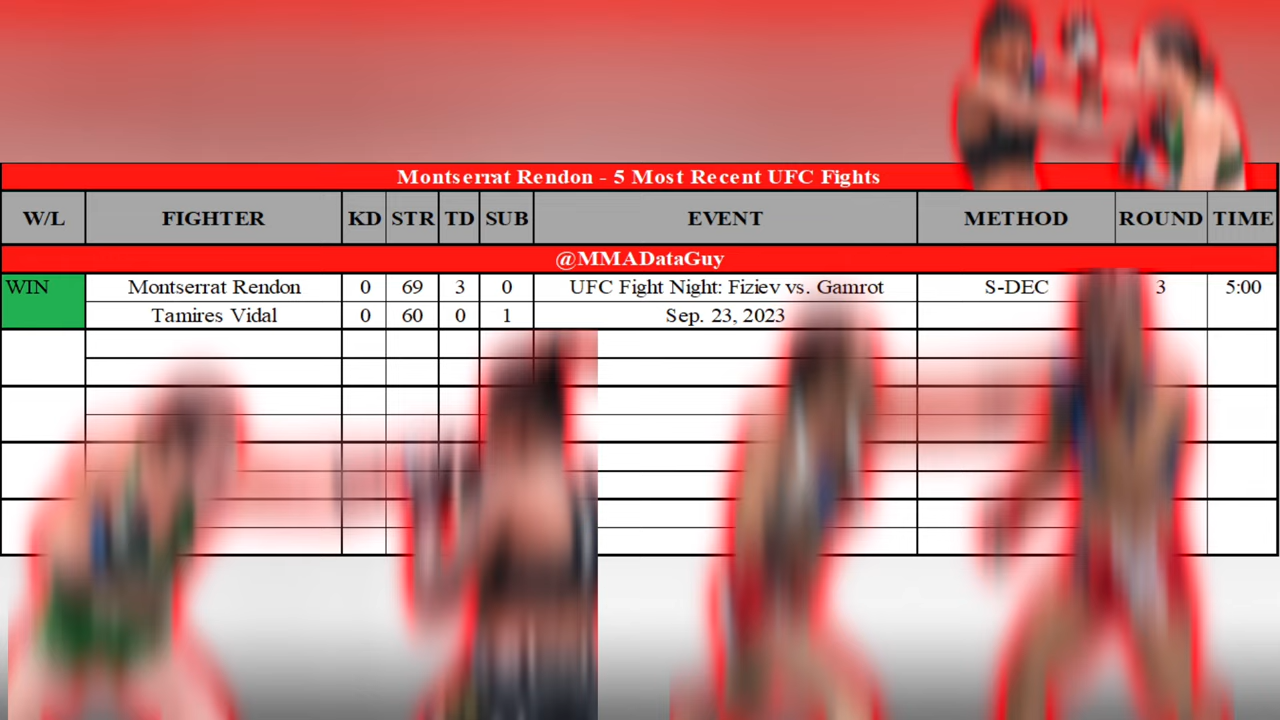 Montserrat Rendon - 5 Most Recent UFC Fights
W/L FIGHTER KD STR TD SUB EVENT METHOD ROUND TIME
@MMADataGuy
WIN Montserrat Rendon 0 69 3 0 UFC Fight Night: Fiziev vs. Gamrot S-DEC 3 5:00
Tamires Vidal 0 60 0 1 Sep. 23, 2023